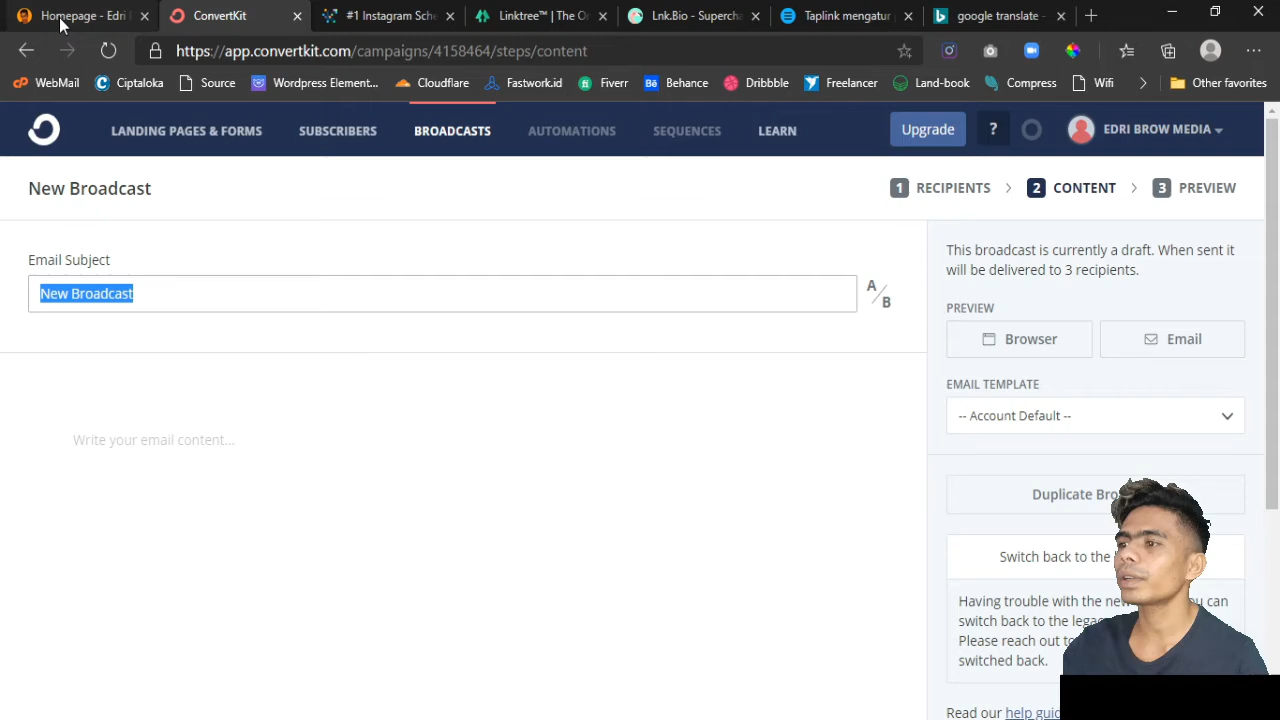 Homepage - Edri
ConvertKit
#1 Instagram Sche
Linktree™ | The O
Lnk.Bio - Supercha
Taplink mengatur
google translate -
https://app.convertkit.com/campaigns/4158464/steps/content
WebMail
Ciptaloka
Source
Wordpress Element...
Cloudflare
Fastwork.id
Fiverr
Behance
Dribbble
Freelancer
Land-book
Compress
Wifi
Other favorites
LANDING PAGES & FORMS
SUBSCRIBERS
BROADCASTS
AUTOMATIONS
SEQUENCES
LEARN
Upgrade
?
EDRI BROW MEDIA
New Broadcast
1 RECIPIENTS
2 CONTENT
3 PREVIEW
Email Subject
New Broadcast
A/B
Write your email content...
This broadcast is currently a draft. When sent it
will be delivered to 3 recipients.
PREVIEW
Browser
Email
EMAIL TEMPLATE
-- Account Default --
Duplicate Bro
Switch back to the
Having trouble with the new
can
switch back to the lega
Please reach out to
switched back.
Read our help guid